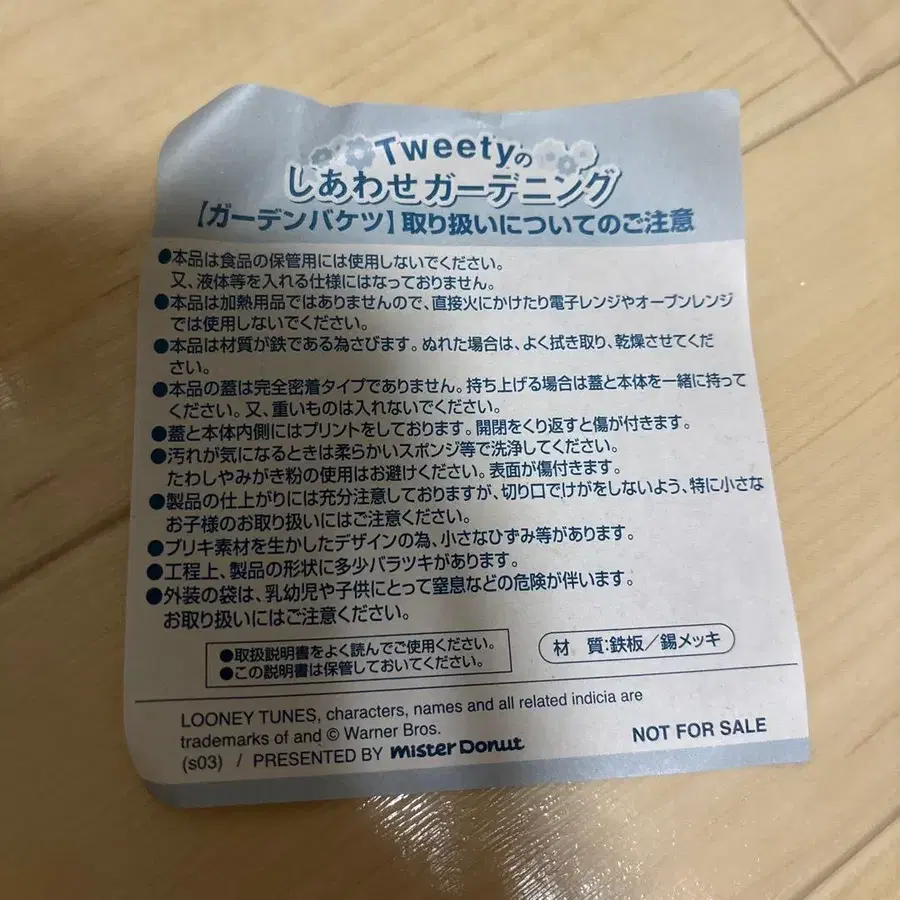 Tweetyの
しあわせガーデニング
【ガーデンバケツ】取り扱いについてのご注意
●本品は食品の保管用には使用しないでください。
又、液体等を入れる仕様にはなっておりません。
●本品は加熱用品ではありませんので、直接火にかけたり電子レンジやオーブンレンジ
では使用しないでください。
●本品は材質が鉄である為さびます。ぬれた場合は、よく拭き取り、乾燥させてくだ
さい。
●本品の蓋は完全密着タイプでありません。持ち上げる場合は蓋と本体を一緒に持って
ください。又、重いものは入れないでください。
●蓋と本体内側にはプリントをしております。開閉をくり返すと傷が付きます。
●汚れが気になるときは柔らかいスポンジ等で洗浄してください。
たわしやみがき粉の使用はお避けください。表面が傷付きます。
●製品の仕上がりには充分注意しておりますが、切り口でけがをしないよう、特に小さな
お子様のお取り扱いにはご注意ください。
●ブリキ素材を生かしたデザインの為、小さなひずみ等があります。
●工程上、製品の形状に多少バラツキがあります。
●外装の袋は、乳幼児や子供にとって窒息などの危険が伴います。
お取り扱いにはご注意ください。
●取扱説明書をよく読んでご使用ください。
●この説明書は保管しておいてください。
材 質:鉄板/錫メッキ
LOONEY TUNES, characters, names and all related indicia are
trademarks of and © Warner Bros.
(s03) / PRESENTED BY mister Donut
NOT FOR SALE